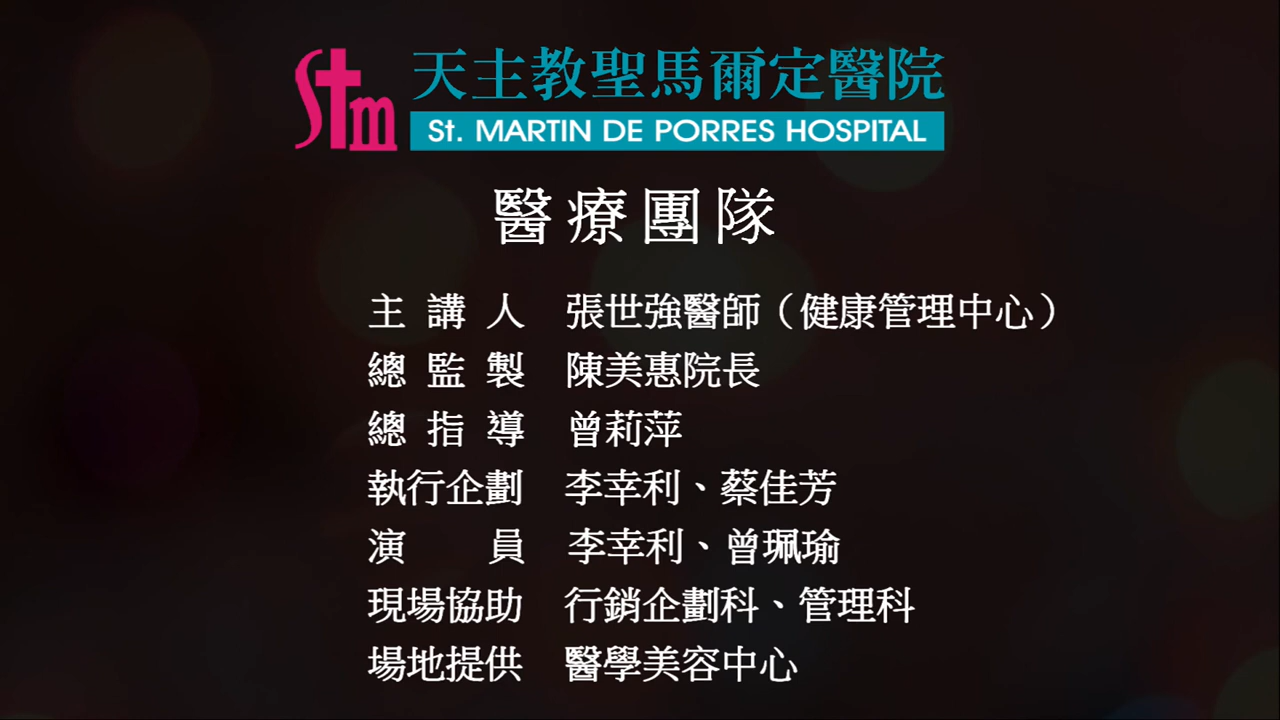 Stm
天主教聖馬爾定醫院
St. MARTIN DE PORRES HOSPITAL
醫療團隊
主講人 張世強醫師（健康管理中心）
總監製 陳美惠院長
總指導 曾莉萍
執行企劃 李幸利、蔡佳芳
演員 李幸利、曾珮瑜
現場協助 行銷企劃科、管理科
場地提供 醫學美容中心